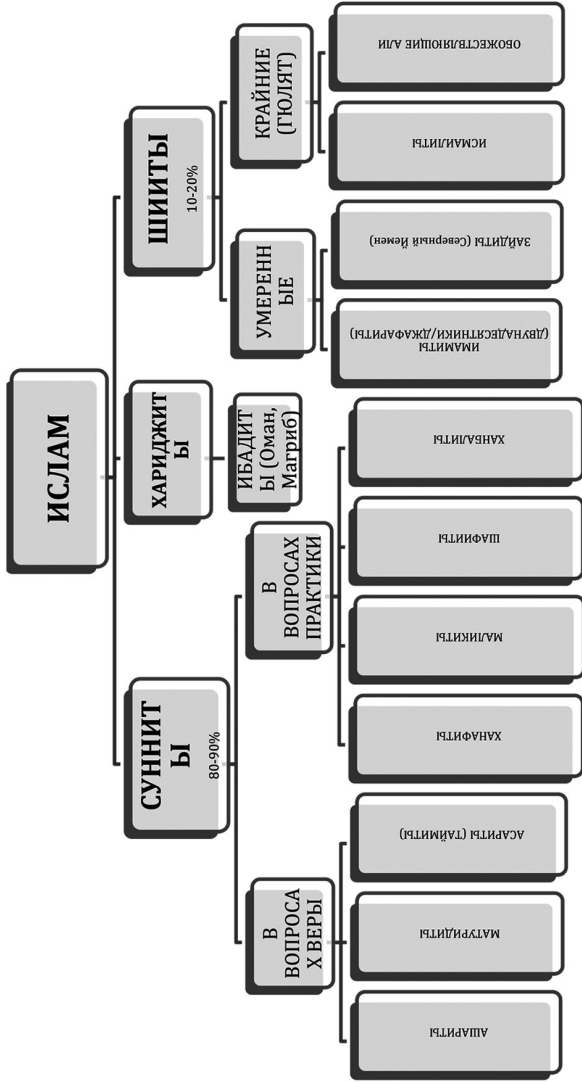 ИСЛАМ
СУННИТ
Ы
80-90%
ХАРИДЖИТ
Ы
ШИИТЫ
10-20%
В
ВОПРОСА
Х ВЕРЫ
В
ВОПРОСАХ
ПРАКТИКИ
ИБАДИТ
Ы (Оман,
Магриб)
УМЕРЕНН
ЫЕ
КРАЙНИЕ
(ГЮЛЯТ)
АШАРИТЫ
МАТУРИДИТЫ
АСАРИТЫ (ТАЙМИТЫ)
ХАНАФИТЫ
МАЛИКИТЫ
ШАФИИТЫ
ХАНБАЛИТЫ
ИМАМИТЫ
(ДВУНАДЕСЯТНИКИ/ДЖАФАРИТЫ)
ЗАЙДИТЫ (Северный Йемен)
ИСМАИЛИТЫ
ОБОЖЕСТВЛЯЮЩИЕ АЛИ